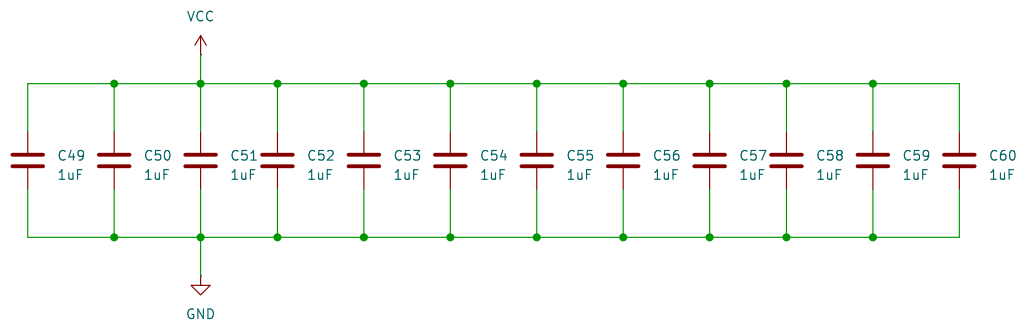 VCC
C49 C50 C51 C52 C53 C54 C55 C56 C57 C58 C59 C60
1uF 1uF 1uF 1uF 1uF 1uF 1uF 1uF 1uF 1uF 1uF 1uF
GND